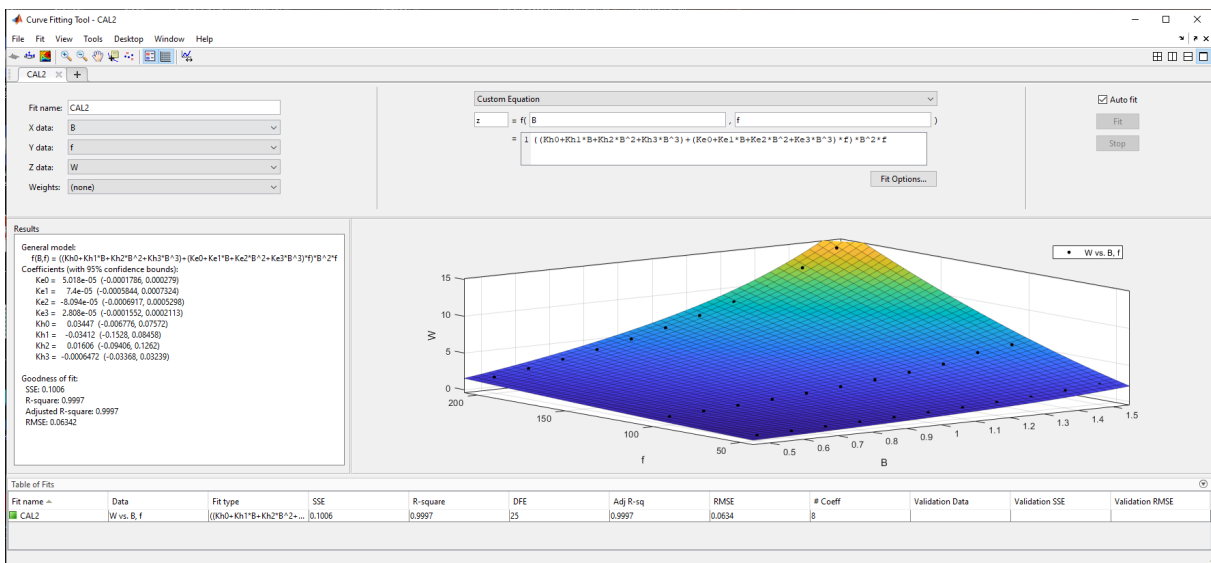 Curve Fitting Tool - CAL2
File Fit View Tools Desktop Window Help
CAL2
Fit name: CAL2
X data: B
Y data: f
Z data: W
Weights: (none)
Custom Equation
z = f( B , f )
= 1 ((Kh0+Kh1*B+Kh2*B^2+Kh3*B^3)+(Ke0+Ke1*B+Ke2*B^2+Ke3*B^3)*f)*B^2*f
Fit Options...
Auto fit
Fit
Stop
Results
General model:
f(B,f) = ((Kh0+Kh1*B+Kh2*B^2+Kh3*B^3)+(Ke0+Ke1*B+Ke2*B^2+Ke3*B^3)*f)*B^2*f
Coefficients (with 95% confidence bounds):
Ke0 = 5.018e-05 (-0.0001786, 0.000279)
Ke1 = 7.4e-05 (-0.0005844, 0.0007324)
Ke2 = -8.094e-05 (-0.0006917, 0.0005298)
Ke3 = 2.808e-05 (-0.0001552, 0.0002113)
Kh0 = 0.03447 (-0.006776, 0.07572)
Kh1 = -0.03412 (-0.1528, 0.08458)
Kh2 = 0.01606 (-0.09406, 0.1262)
Kh3 = -0.0006472 (-0.03368, 0.03239)
Goodness of fit:
SSE: 0.1006
R-square: 0.9997
Adjusted R-square: 0.9997
RMSE: 0.06342
W vs. B, f
15
10
5
0
W
200
150
100
50
f
0.5
0.6
0.7
0.8
0.9
1
1.1
1.2
1.3
1.4
1.5
B
Table of Fits
Fit name Data Fit type SSE R-square DFE Adj R-sq RMSE # Coeff Validation Data Validation SSE Validation RMSE
CAL2 W vs. B, f ((Kh0+Kh1*B+Kh2*B^2+... 0.1006 0.9997 25 0.9997 0.0634 8